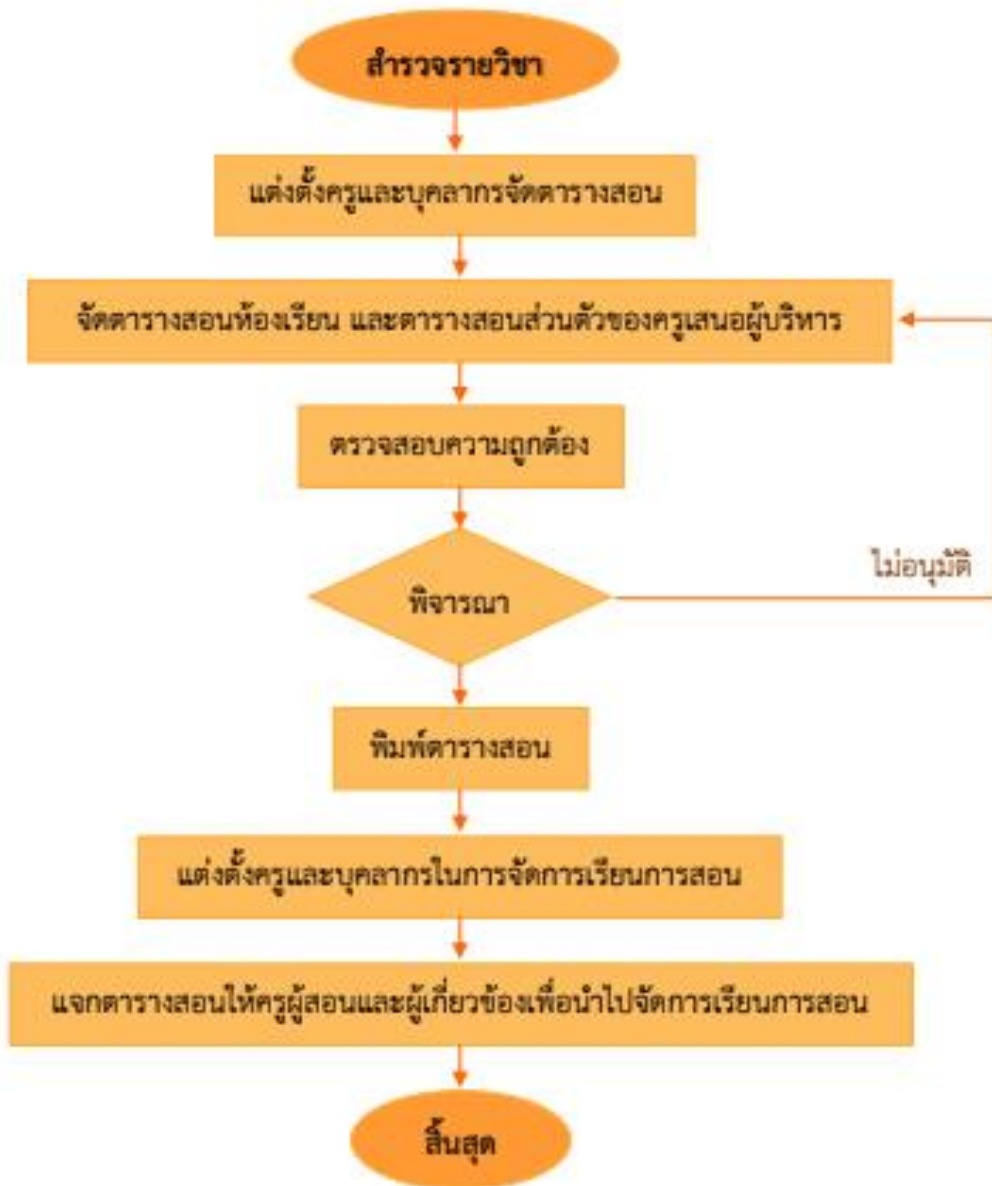 สำรวจรายวิชา
แต่งตั้งครูและบุคลากรจัดตารางสอน
จัดตารางสอนห้องเรียน และตารางสอนส่วนตัวของครูเสนอผู้บริหาร
ตรวจสอบความถูกต้อง
ไม่อนุมัติ
พิจารณา
พิมพ์ตารางสอน
แต่งตั้งครูและบุคลากรในการจัดการเรียนการสอน
แจกตารางสอนให้ครูผู้สอนและผู้เกี่ยวข้องเพื่อนำไปจัดการเรียนการสอน
สิ้นสุด